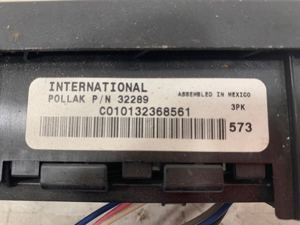 INTERNATIONAL
POLLAK P/N 32289 ASSEMBLED IN MEXICO
C010132368561 3PK
573